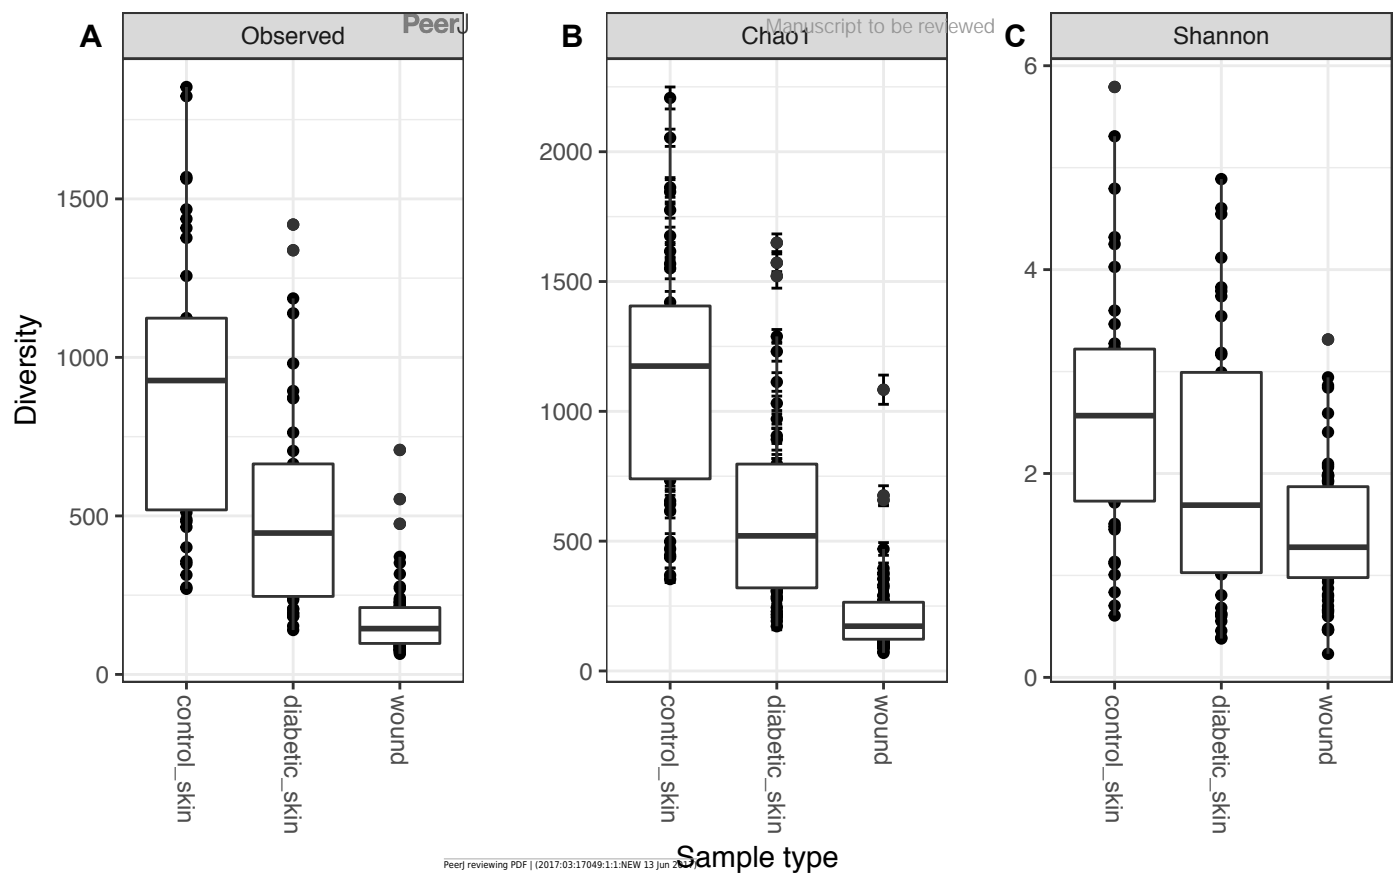 PeerJ
Manuscript to be reviewed
A
Observed
B
Chao1
C
Shannon
Diversity
1500
1000
500
0
2000
1500
1000
500
0
6
4
2
0
control_skin
diabetic_skin
wound
control_skin
diabetic_skin
wound
control_skin
diabetic_skin
wound
Sample type
PeerJ reviewing PDF | (2017:03:17049:1:1:NEW 13 Jun 2017)